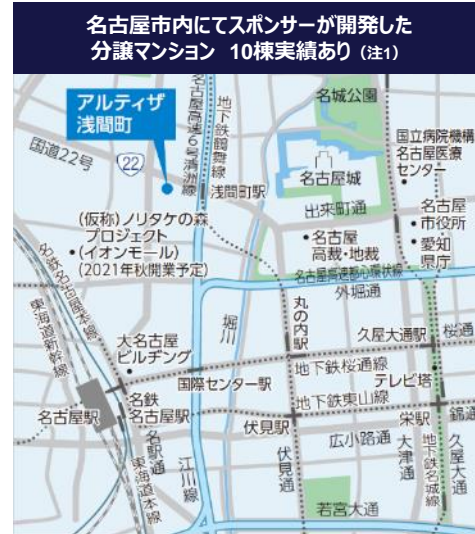 名古屋市内にてスポンサーが開発した
分譲マンション 10棟実績あり（注1）
アルティザ
浅間町
国道22号
22
名古屋高速6号清洲線
地下鉄鶴舞線
浅間町駅
名城公園
名古屋城
国立病院機構
名古屋医療
センター
出来町通
名古屋
市役所
愛知
県庁
名古屋
高裁・地裁
名古屋高速都心環状線
外堀通
(仮称)ノリタケの森
プロジェクト
(イオンモール)
(2021年秋開業予定)
名鉄名古屋本線
東海道新幹線
大名古屋
ビルヂング
堀川
丸の内駅
久屋大通駅
桜通
地下鉄桜通線
テレビ塔
国際センター駅
地下鉄東山線
名古屋駅
名鉄
名古屋駅
伏見駅
栄駅
錦通
広小路通
名駅通
東海道本線
江川線
伏見通
大津通
地下鉄名城線
久屋大通
若宮大通